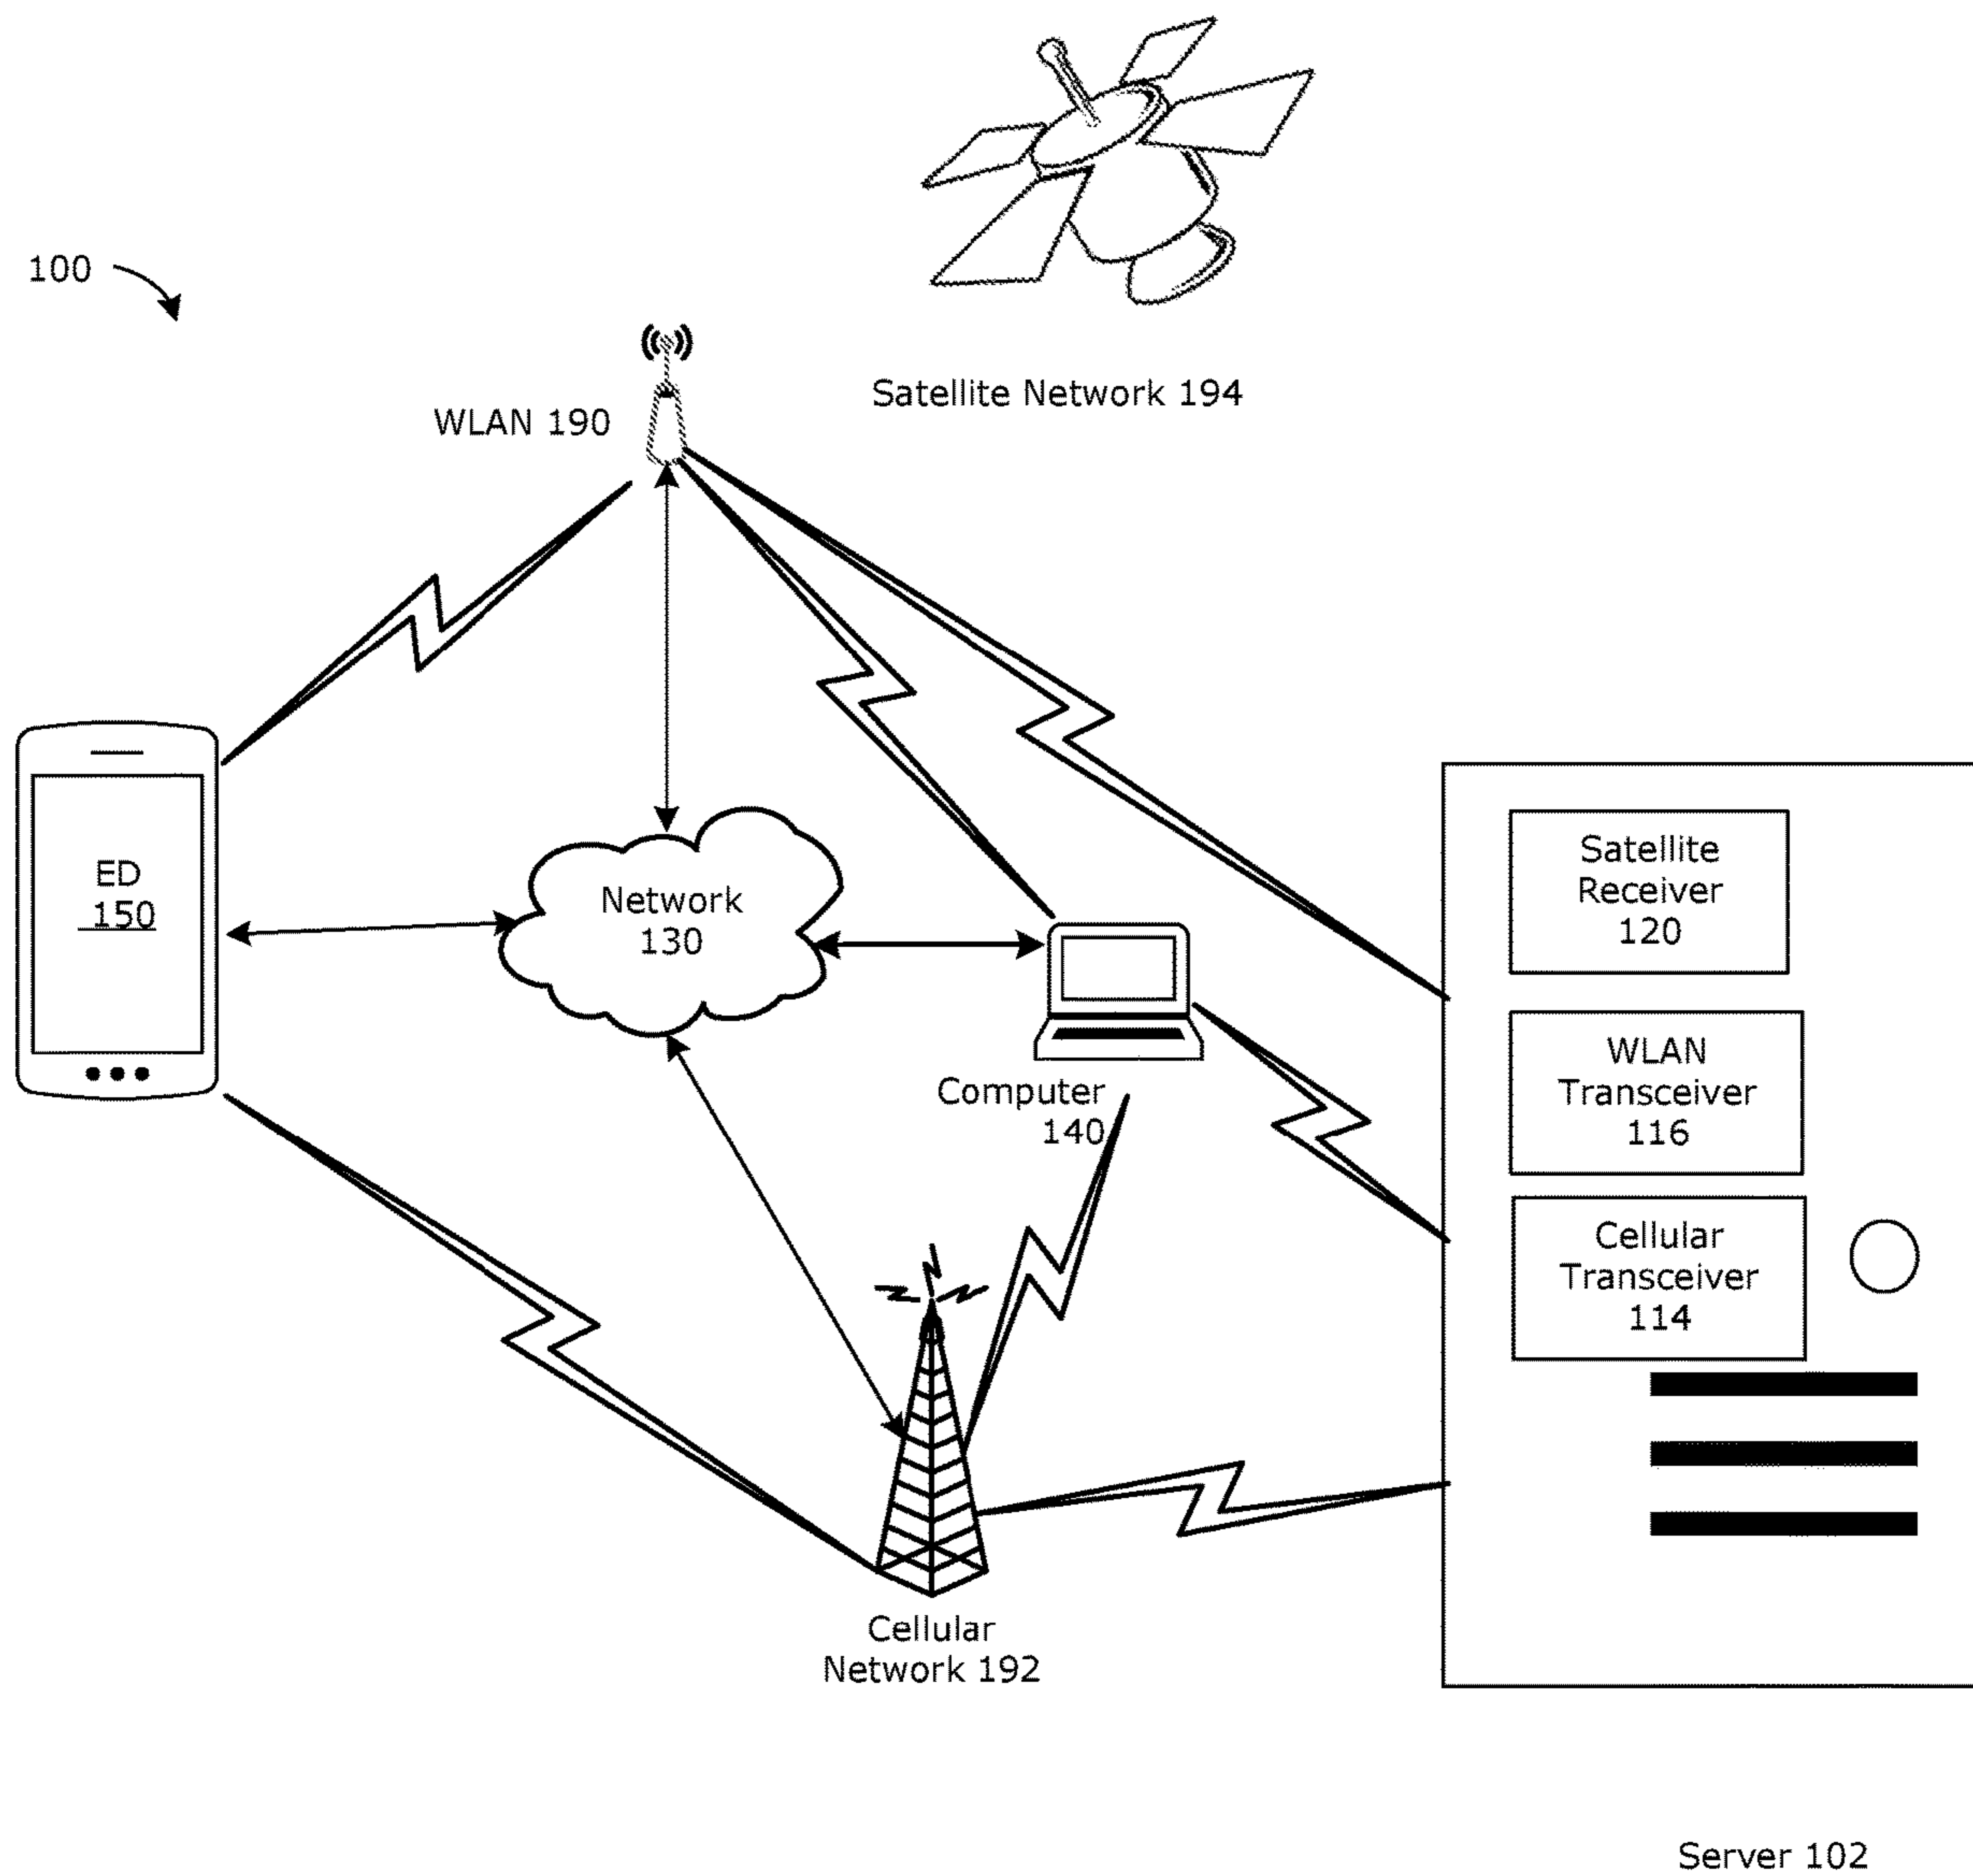 100
Satellite Network 194
WLAN 190
ED
150
Network
130
Satellite
Receiver
120
WLAN
Transceiver
116
Computer
140
Cellular
Transceiver
114
Cellular
Network 192
Server 102